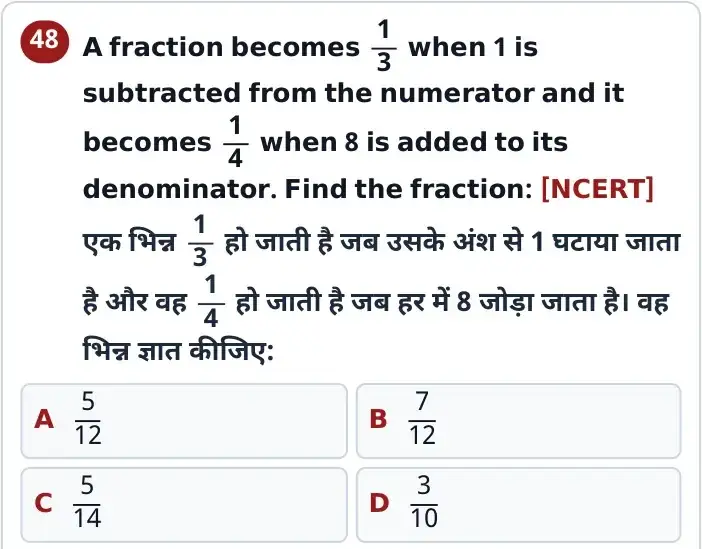 48 A fraction becomes 1/3 when 1 is
subtracted from the numerator and it
becomes 1/4 when 8 is added to its
denominator. Find the fraction: [NCERT]
एक भिन्न 1/3 हो जाती है जब उसके अंश से 1 घटाया जाता
है और वह 1/4 हो जाती है जब हर में 8 जोड़ा जाता है। वह
भिन्न ज्ञात कीजिए:
A 5/12
B 7/12
C 5/14
D 3/10